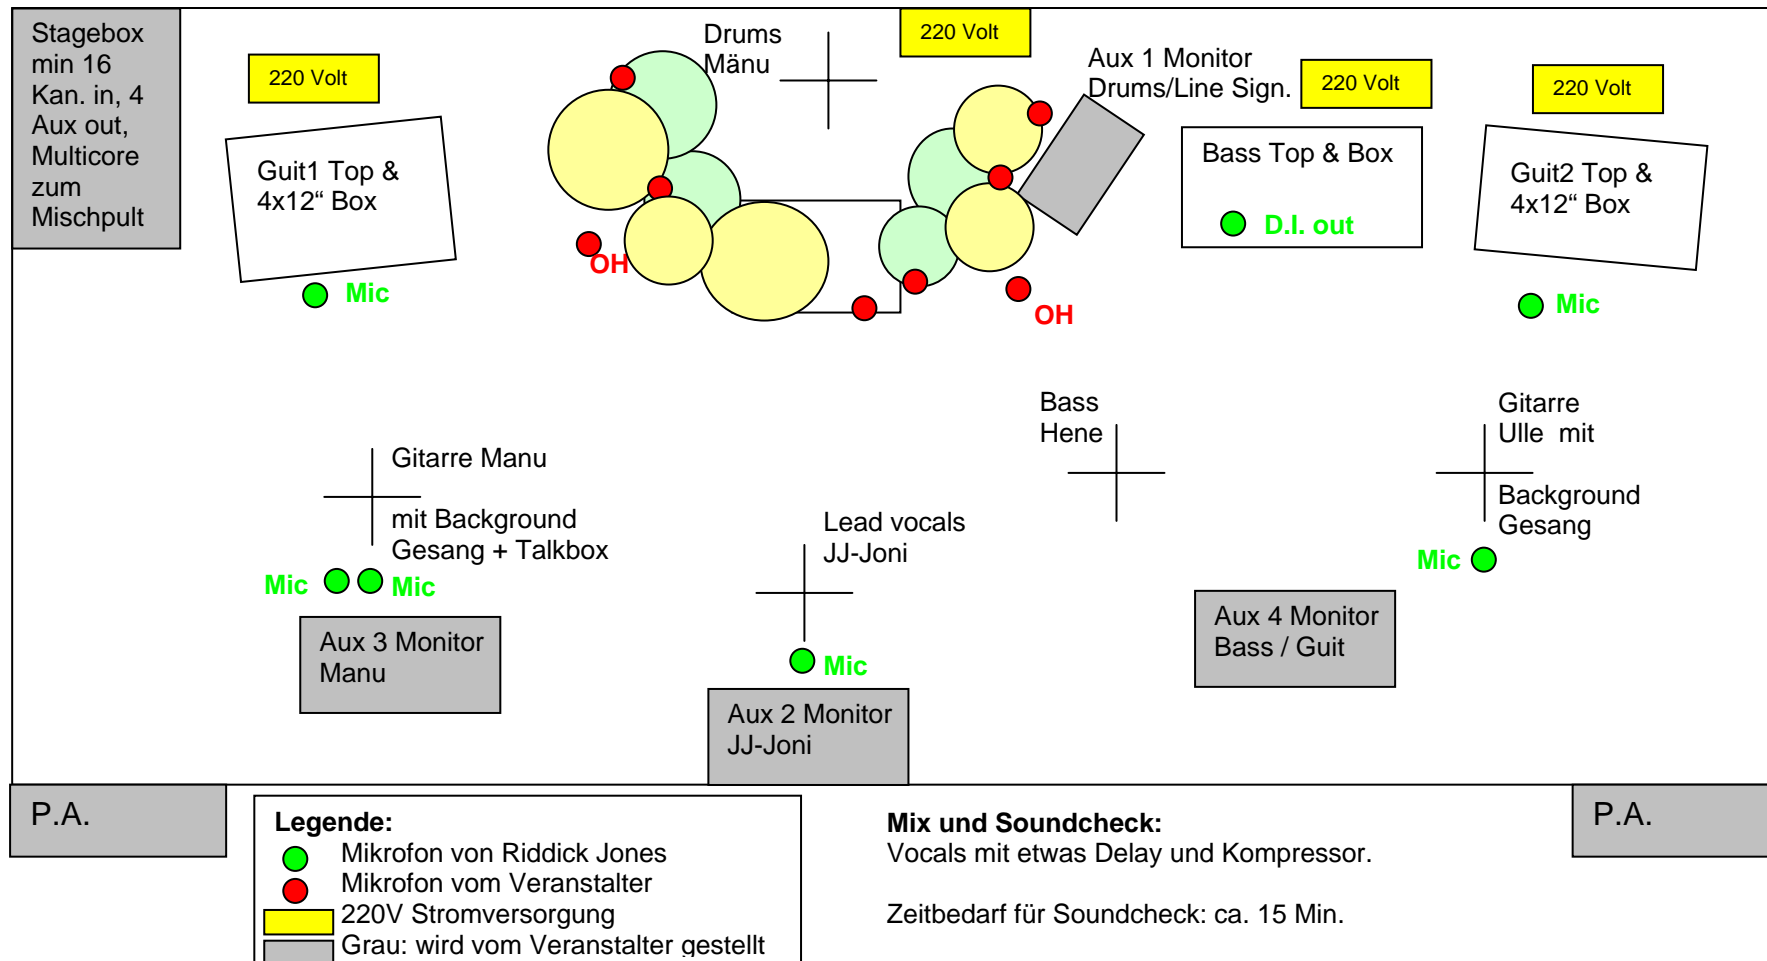 Stagebox
min 16
Kan. in, 4
Aux out,
Multicore
zum
Mischpult
220 Volt
Guit1 Top &
4x12“ Box
Mic
Drums
Mänu
220 Volt
Aux 1 Monitor
Drums/Line Sign.
220 Volt
220 Volt
Bass Top & Box
D.I. out
Guit2 Top &
4x12“ Box
Mic
OH
OH
Bass
Hene
Gitarre
Ulle mit
Background
Gesang
Mic
Gitarre Manu
mit Background
Gesang + Talkbox
Mic
Mic
Lead vocals
JJ-Joni
Mic
Aux 3 Monitor
Manu
Aux 2 Monitor
JJ-Joni
Aux 4 Monitor
Bass / Guit
P.A.
P.A.
Legende:
Mikrofon von Riddick Jones
Mikrofon vom Veranstalter
220V Stromversorgung
Grau: wird vom Veranstalter gestellt
Mix und Soundcheck:
Vocals mit etwas Delay und Kompressor.
Zeitbedarf für Soundcheck: ca. 15 Min.